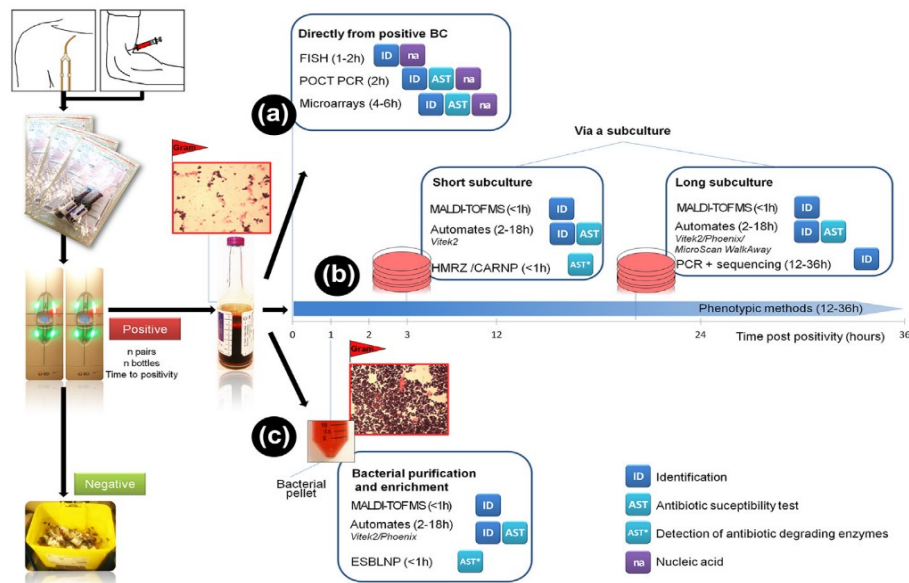 Directly from positive BC
FISH (1-2h) ID na
POCT PCR (2h) ID AST na
Microarrays (4-6h) ID AST na
(a)
Via a subculture
Gram
Short subculture
MALDI-TOFMS (<1h) ID
Automates (2-18h) ID AST
Vitek2
HMRZ /CARNP (<1h) AST*
Long subculture
MALDI-TOFMS (<1h) ID
Automates (2-18h) ID AST
Vitek2/Phoenix/
MicroScan WalkAway
PCR + sequencing (12-36h) ID
(b)
Phenotypic methods (12-36h)
0 1 2 3 12 24 36
Time post positivity (hours)
Positive
n pairs
n bottles
Time to positivity
Gram
(c)
Bacterial
pellet
Bacterial purification
and enrichment
MALDI-TOFMS (<1h) ID
Automates (2-18h) ID AST
Vitek2/Phoenix
ESBLNP (<1h) AST*
Negative
ID Identification
AST Antibiotic suceptibility test
AST* Detection of antibiotic degrading enzymes
na Nucleic acid